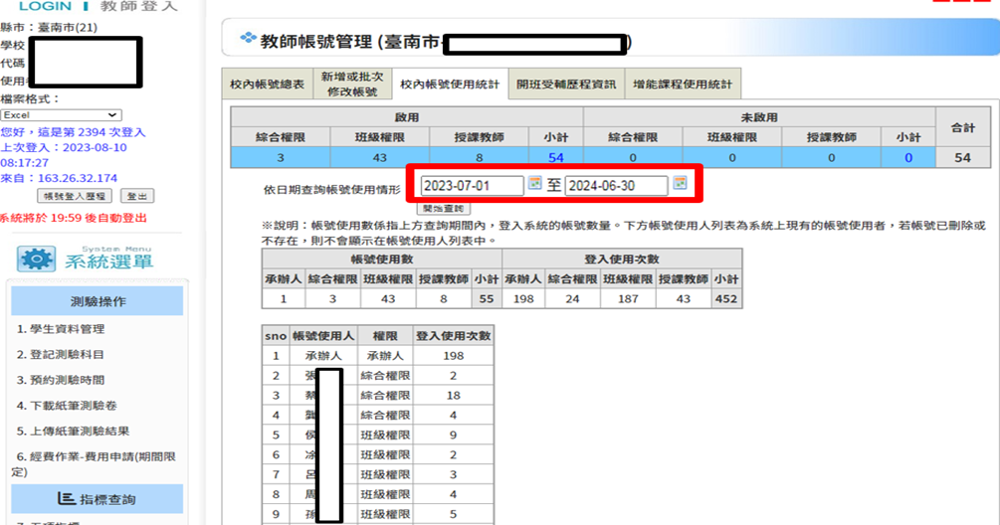 LOGIN 教師登入
縣市：臺南市(21)
學校
代碼
使用
檔案格式：
Excel
您好，這是第 2394 次登入
上次登入：2023-08-10
08:17:27
來自：163.26.32.174
帳號登入歷程 登出
系統將於 19:59 後自動登出
System Menu
系統選單
測驗操作
1. 學生資料管理
2. 登記測驗科目
3. 預約測驗時間
4. 下載紙筆測驗卷
5. 上傳紙筆測驗結果
6. 經費作業-費用申請(期間限
定)
指標查詢
教師帳號管理 (臺南市- )
校內帳號總表 新增或批次修改帳號 校內帳號使用統計 開班受輔歷程資訊 增能課程使用統計
啟用 未啟用 合計
綜合權限 班級權限 授課教師 小計 綜合權限 班級權限 授課教師 小計
3 43 8 54 0 0 0 0 54
依日期查詢帳號使用情形 2023-07-01 至 2024-06-30
開始查詢
※說明：帳號使用數係指上方查詢期間內，登入系統的帳號數量。下方帳號使用人列表為系統上現有的帳號使用者，若帳號已刪除或
不存在，則不會顯示在帳號使用人列表中。
帳號使用數 登入使用次數
承辦人 綜合權限 班級權限 授課教師 小計 承辦人 綜合權限 班級權限 授課教師 小計
1 3 43 8 55 198 24 187 43 452
sno 帳號使用人 權限 登入使用次數
1 承辦人 承辦人 198
2 張 綜合權限 2
3 蔡 綜合權限 18
4 龔 綜合權限 4
5 侯 班級權限 9
6 涂 班級權限 2
7 呂 班級權限 3
8 周 班級權限 4
9 孫 班級權限 5